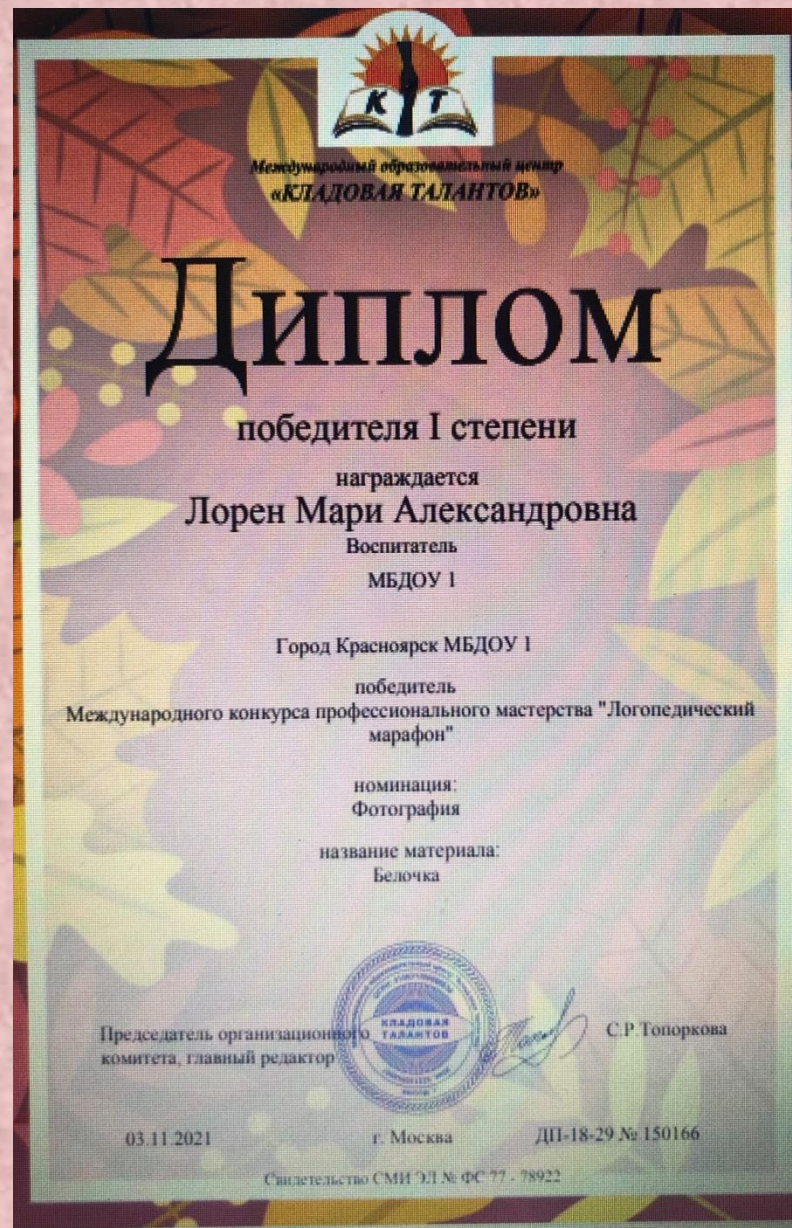 К Т
Международный образовательный центр
«КЛАДОВАЯ ТАЛАНТОВ»
Диплом
победителя I степени
награждается
Лорен Мари Александровна
Воспитатель
МБДОУ 1
Город Красноярск МБДОУ 1
победитель
Международного конкурса профессионального мастерства "Логопедический
марафон"
номинация:
Фотография
название материала:
Белочка
КЛАДОВАЯ
ТАЛАНТОВ
Председатель организационного
комитета, главный редактор
С.Р.Топоркова
03.11.2021 г. Москва ДП-18-29 № 150166
Свидетельство СМИ ЭЛ № ФС 77 - 78922